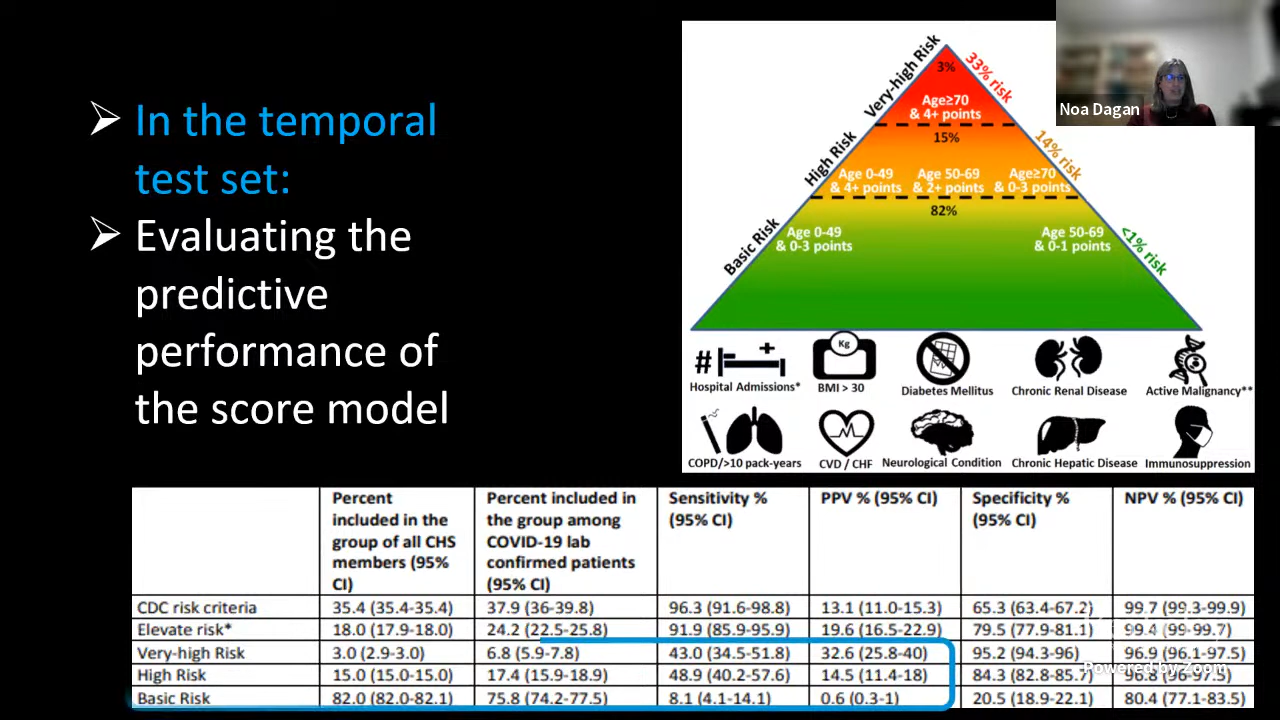 ➢ In the temporal
test set:
➢ Evaluating the
predictive
performance of
the score model
Noa Dagan
Very-high Risk
3%
33% risk
Age≥70
& 4+ points
High Risk
15%
14% risk
Age 0-49
& 4+ points
Age 50-69
& 2+ points
Age≥70
& 0-3 points
Basic Risk
82%
<1% risk
Age 0-49
& 0-3 points
Age 50-69
& 0-1 points
#
Kg
Hospital Admissions*
BMI > 30
Diabetes Mellitus
Chronic Renal Disease
Active Malignancy**
COPD/>10 pack-years
CVD / CHF
Neurological Condition
Chronic Hepatic Disease
Immunosuppression
Percent
included in the
group of all CHS
members (95%
CI)
Percent included in
the group among
COVID-19 lab
confirmed patients
(95% CI)
Sensitivity %
(95% CI)
PPV % (95% CI)
Specificity %
(95% CI)
NPV % (95% CI)
CDC risk criteria 35.4 (35.4-35.4) 37.9 (36-39.8) 96.3 (91.6-98.8) 13.1 (11.0-15.3) 65.3 (63.4-67.2) 99.7 (99.3-99.9)
Elevate risk* 18.0 (17.9-18.0) 24.2 (22.5-25.8) 91.9 (85.9-95.9) 19.6 (16.5-22.9) 79.5 (77.9-81.1) 99.4 (99-99.7)
Very-high Risk 3.0 (2.9-3.0) 6.8 (5.9-7.8) 43.0 (34.5-51.8) 32.6 (25.8-40) 95.2 (94.3-96) 96.9 (96.1-97.5)
High Risk 15.0 (15.0-15.0) 17.4 (15.9-18.9) 48.9 (40.2-57.6) 14.5 (11.4-18) 84.3 (82.8-85.7) 96.8 (96-97.5)
Basic Risk 82.0 (82.0-82.1) 75.8 (74.2-77.5) 8.1 (4.1-14.1) 0.6 (0.3-1) 20.5 (18.9-22.1) 80.4 (77.1-83.5)
Powered by Zoom